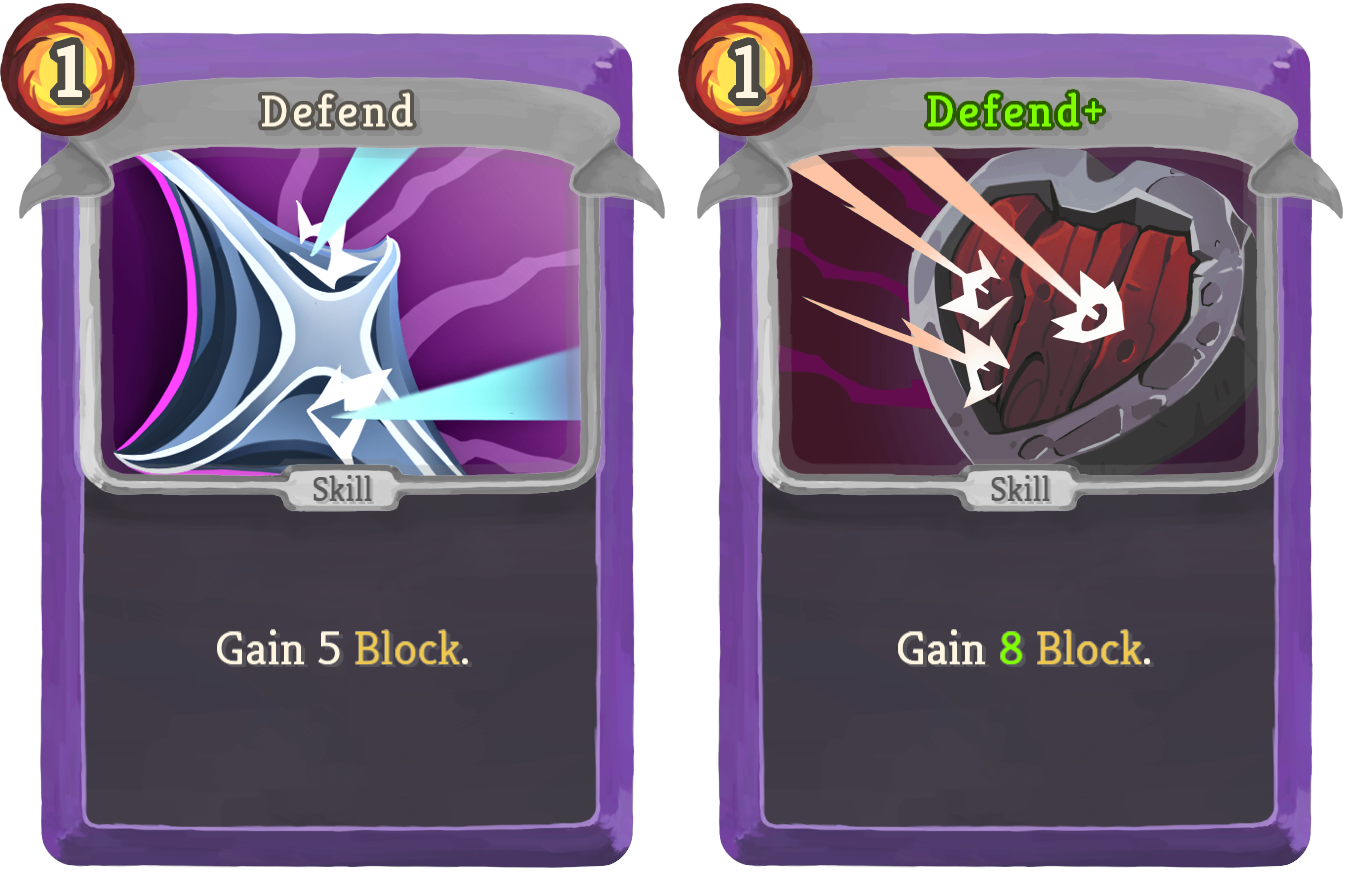 1
Defend
Skill
Gain 5 Block.
1
Defend+
Skill
Gain 8 Block.